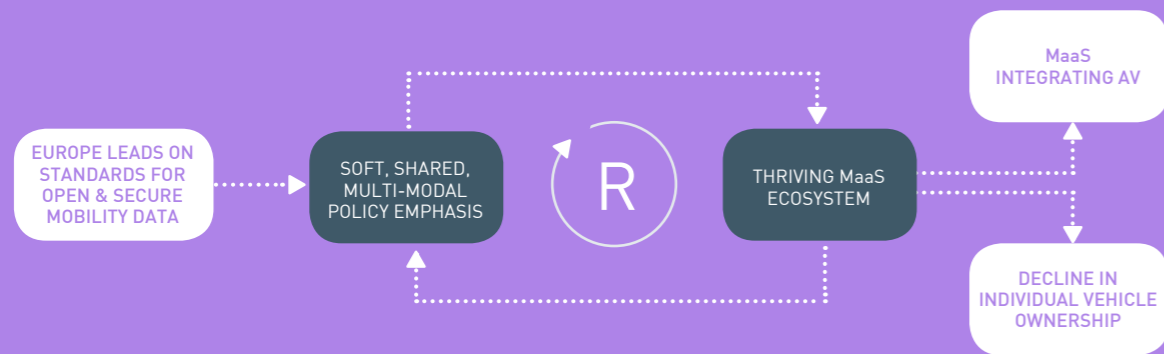 EUROPE LEADS ON
STANDARDS FOR
OPEN & SECURE
MOBILITY DATA
SOFT, SHARED,
MULTI-MODAL
POLICY EMPHASIS
R
THRIVING MaaS
ECOSYSTEM
MaaS
INTEGRATING AV
DECLINE IN
INDIVIDUAL VEHICLE
OWNERSHIP